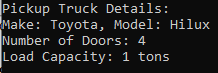 Pickup Truck Details:
Make: Toyota, Model: Hilux
Number of Doors: 4
Load Capacity: 1 tons